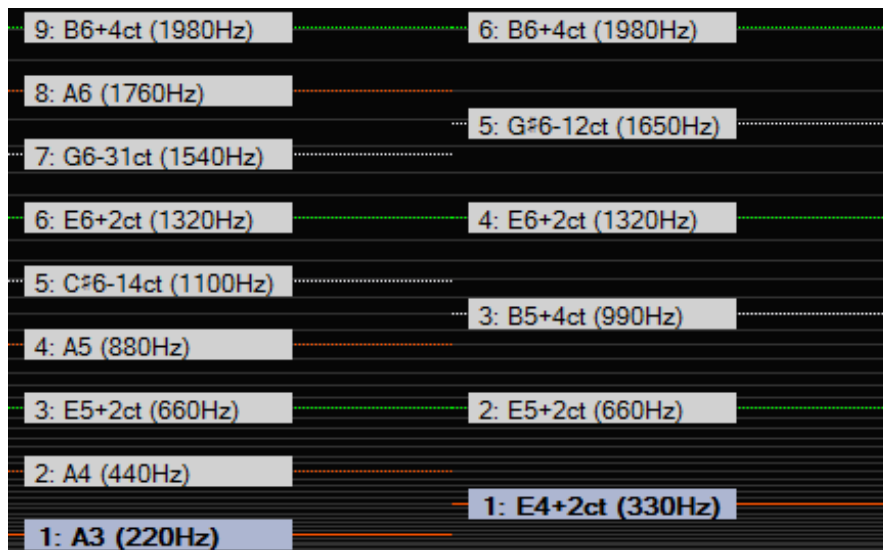 9: B6+4ct (1980Hz)
6: B6+4ct (1980Hz)
8: A6 (1760Hz)
5: G♯6-12ct (1650Hz)
7: G6-31ct (1540Hz)
6: E6+2ct (1320Hz)
4: E6+2ct (1320Hz)
5: C♯6-14ct (1100Hz)
3: B5+4ct (990Hz)
4: A5 (880Hz)
3: E5+2ct (660Hz)
2: E5+2ct (660Hz)
2: A4 (440Hz)
1: E4+2ct (330Hz)
1: A3 (220Hz)